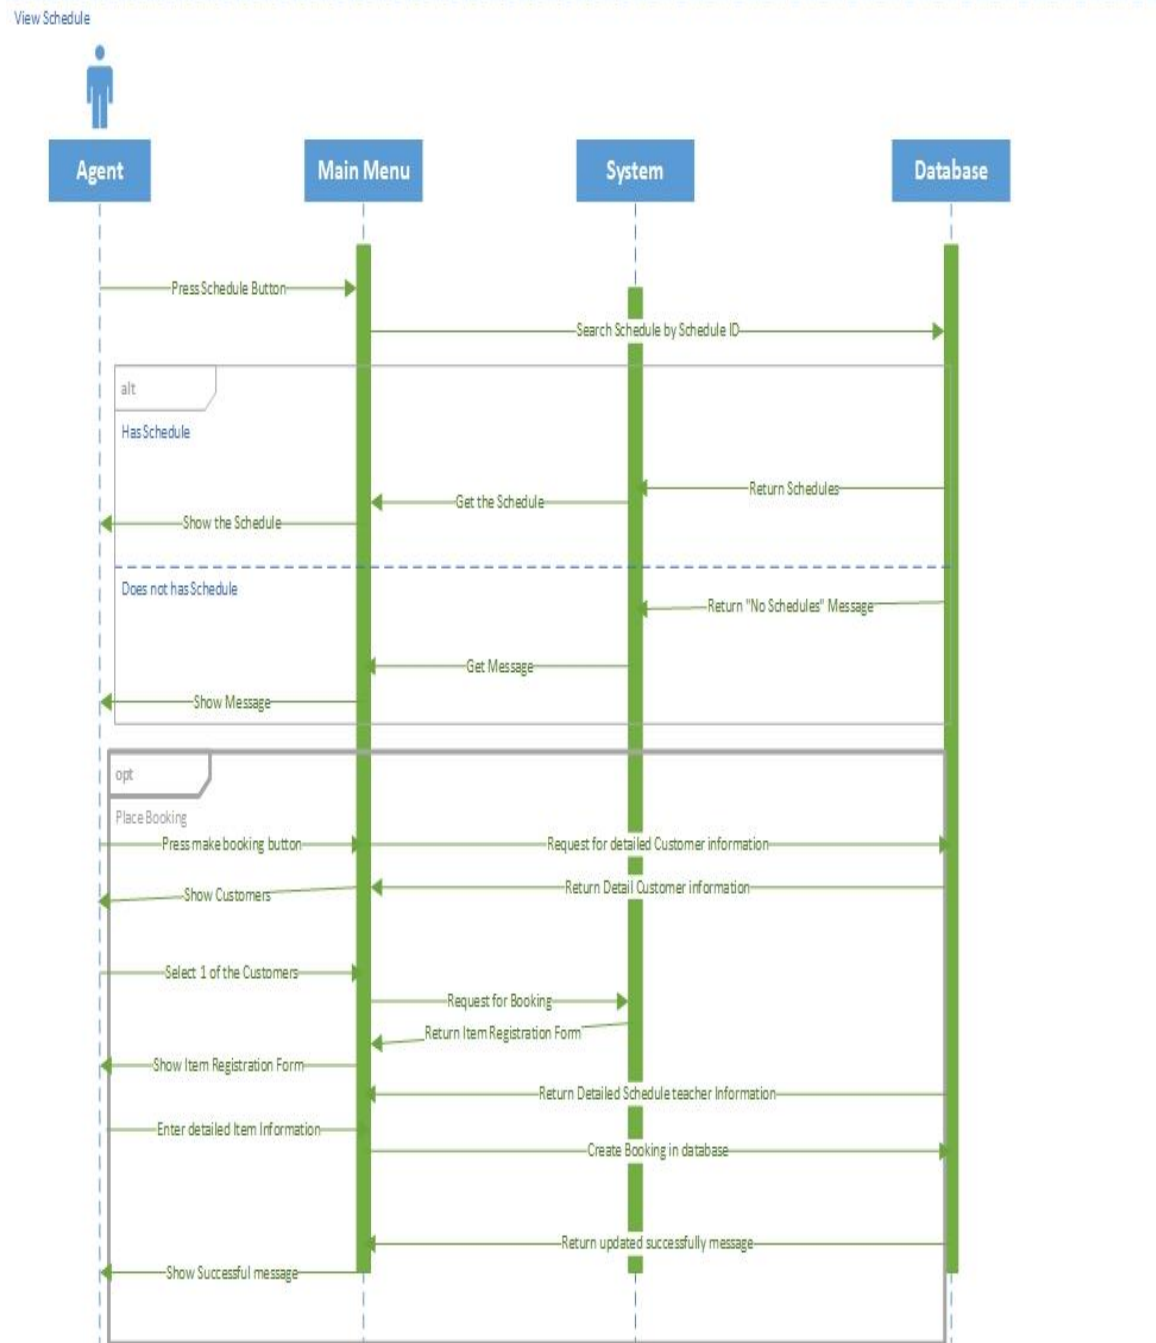 View Schedule
Agent
Main Menu
System
Database
Press Schedule Button
Search Schedule by Schedule ID
alt
Has Schedule
Return Schedules
Get the Schedule
Show the Schedule
Does not has Schedule
Return "No Schedules" Message
Get Message
Show Message
opt
Place Booking
Press make booking button
Request for detailed Customer information
Return Detail Customer information
Show Customers
Select 1 of the Customers
Request for Booking
Return Item Registration Form
Show Item Registration Form
Return Detailed Schedule teacher Information
Enter detailed Item Information
Create Booking in database
Return updated successfully message
Show Successful message